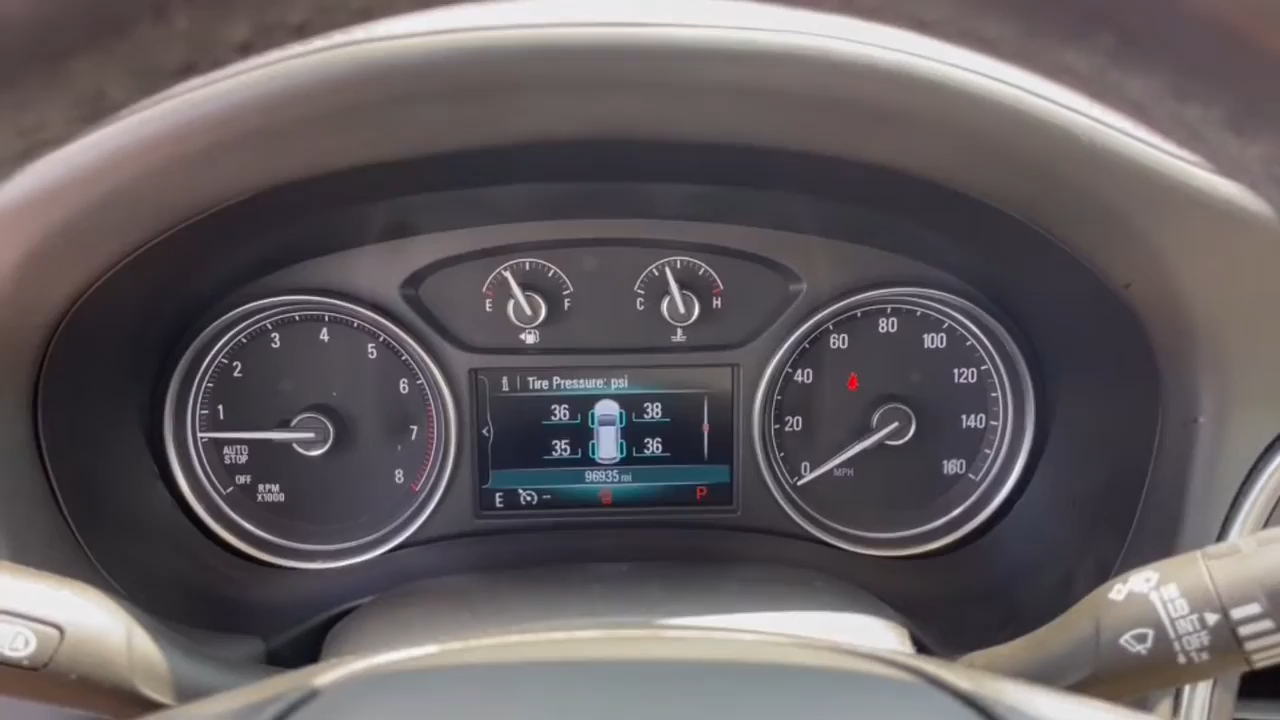 E F
C H
1 2 3 4 5 6 7 8
AUTO
STOP
OFF
RPM
X1000
i Tire Pressure: psi
36 38
35 36
96935 mi
E -- P
0 20 40 60 80 100 120 140 160
MPH
INT
OFF
1x